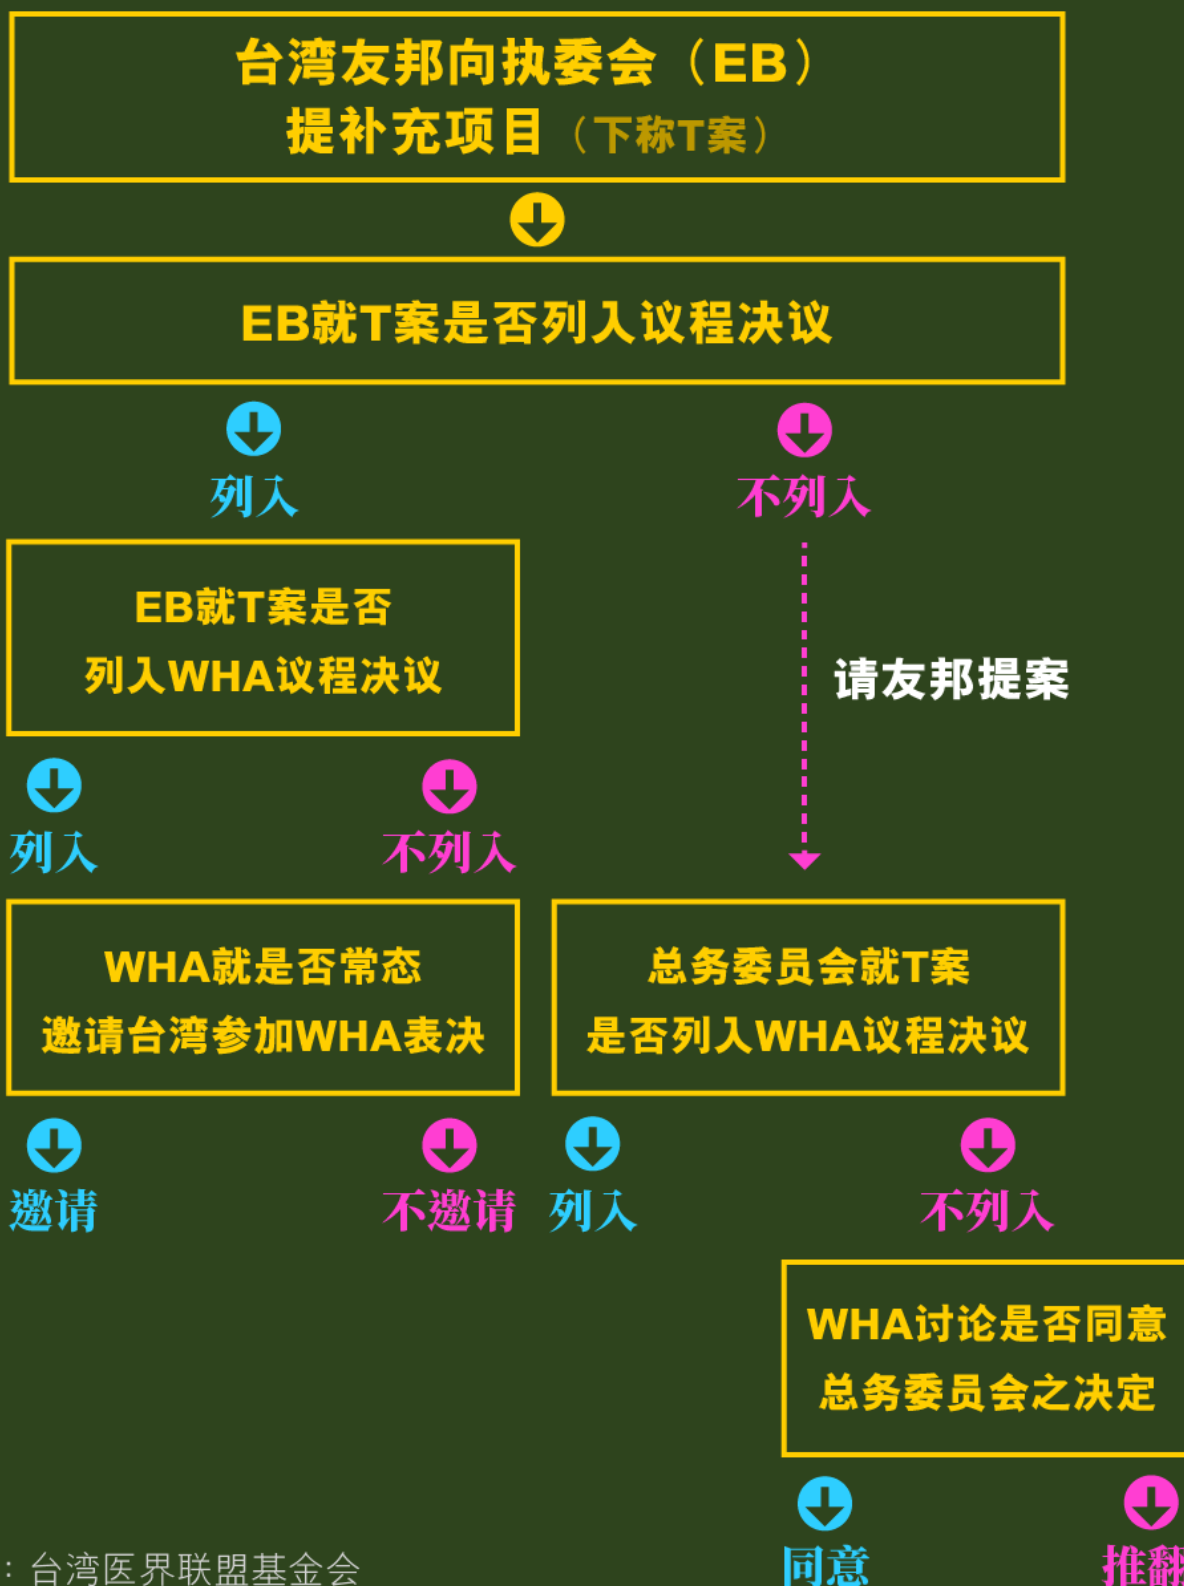 台湾友邦向执委会（EB）
提补充项目（下称T案）
EB就T案是否列入议程决议
列入
不列入
EB就T案是否
列入WHA议程决议
请友邦提案
列入
不列入
WHA就是否常态
邀请台湾参加WHA表决
总务委员会就T案
是否列入WHA议程决议
邀请
不邀请
列入
不列入
WHA讨论是否同意
总务委员会之决定
同意
推翻
：台湾医界联盟基金会